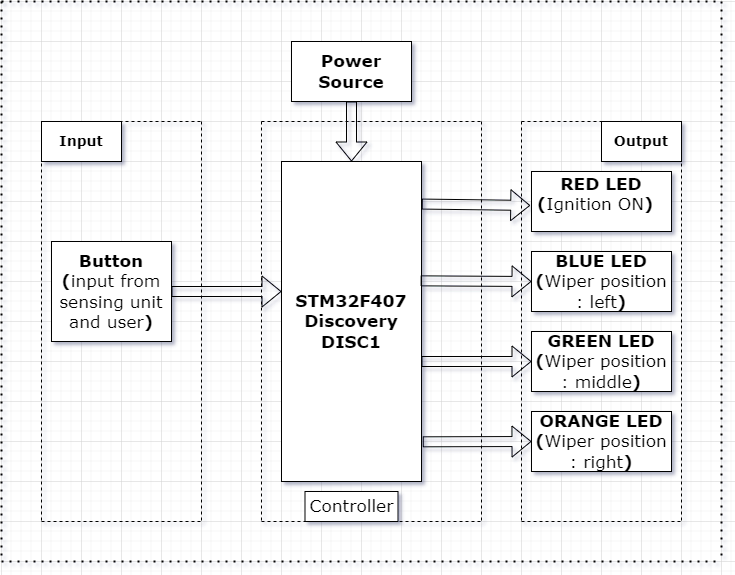 Power
Source
Input
Output
Button
(input from
sensing unit
and user)
STM32F407
Discovery
DISC1
Controller
RED LED
(Ignition ON)
BLUE LED
(Wiper position
: left)
GREEN LED
(Wiper position
: middle)
ORANGE LED
(Wiper position
: right)